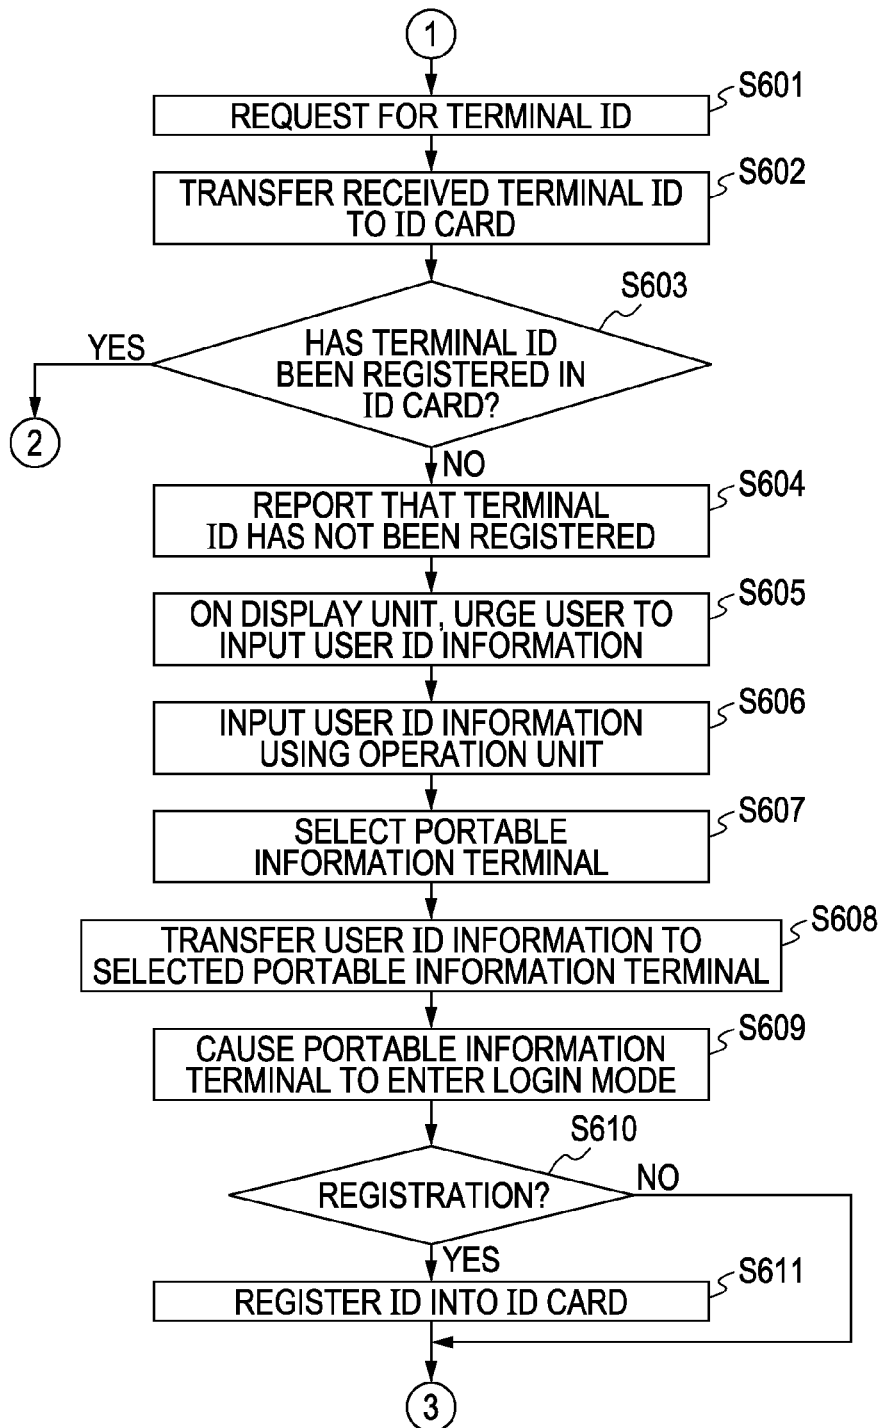 1
S601
REQUEST FOR TERMINAL ID
S602
TRANSFER RECEIVED TERMINAL ID
TO ID CARD
S603
HAS TERMINAL ID
BEEN REGISTERED IN
ID CARD?
YES
2
NO
S604
REPORT THAT TERMINAL
ID HAS NOT BEEN REGISTERED
S605
ON DISPLAY UNIT, URGE USER TO
INPUT USER ID INFORMATION
S606
INPUT USER ID INFORMATION
USING OPERATION UNIT
S607
SELECT PORTABLE
INFORMATION TERMINAL
S608
TRANSFER USER ID INFORMATION TO
SELECTED PORTABLE INFORMATION TERMINAL
S609
CAUSE PORTABLE INFORMATION
TERMINAL TO ENTER LOGIN MODE
S610
REGISTRATION?
NO
YES
S611
REGISTER ID INTO ID CARD
3